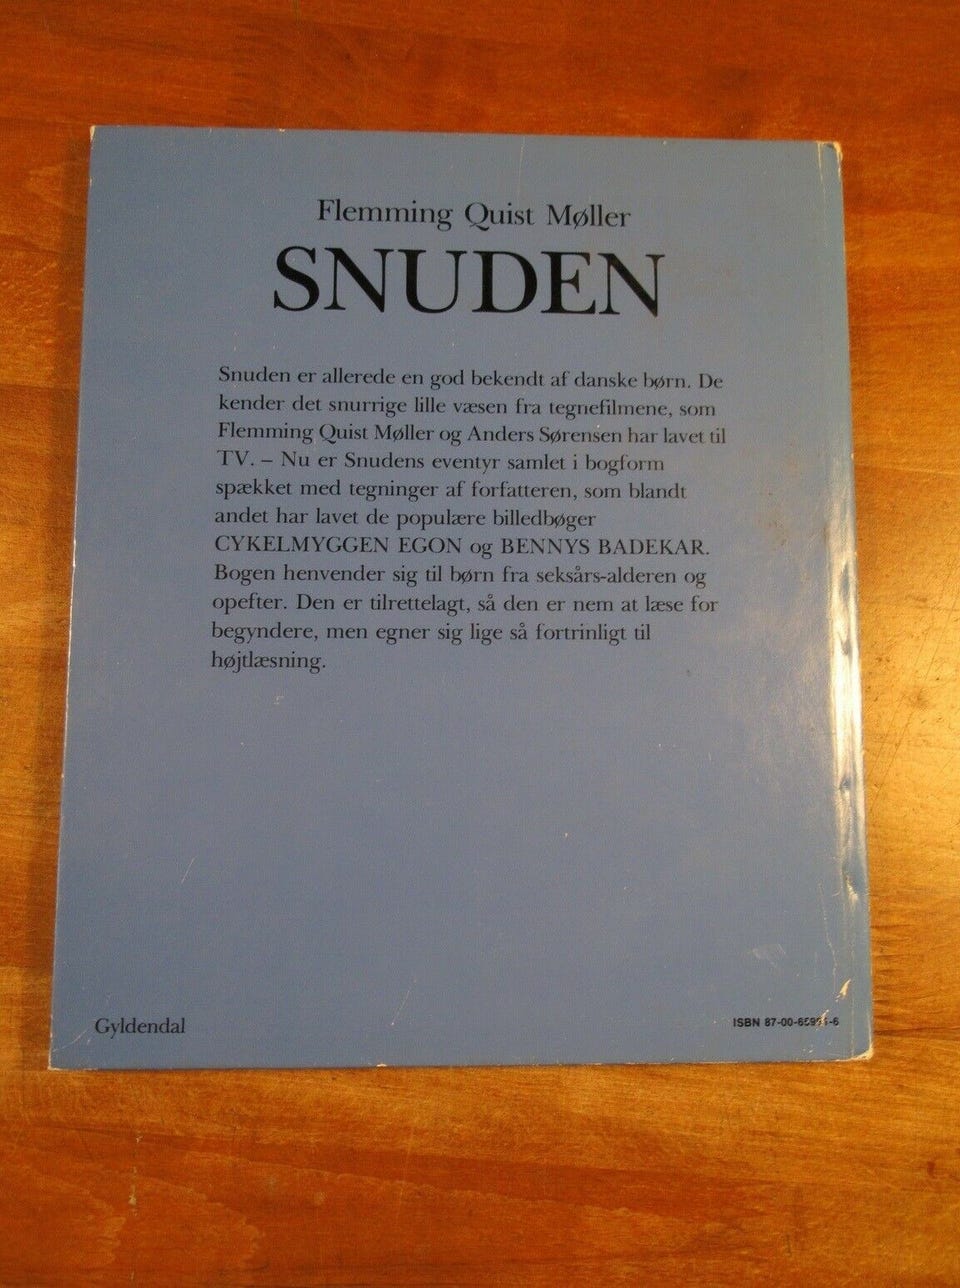 Flemming Quist Møller
SNUDEN
Snuden er allerede en god bekendt af danske børn. De
kender det snurrige lille væsen fra tegnefilmene, som
Flemming Quist Møller og Anders Sørensen har lavet til
TV. – Nu er Snudens eventyr samlet i bogform
spækket med tegninger af forfatteren, som blandt
andet har lavet de populære billedbøger
CYKELMYGGEN EGON og BENNYS BADEKAR.
Bogen henvender sig til børn fra seksårs-alderen og
opefter. Den er tilrettelagt, så den er nem at læse for
begyndere, men egner sig lige så fortrinligt til
højtlæsning.
Gyldendal
ISBN